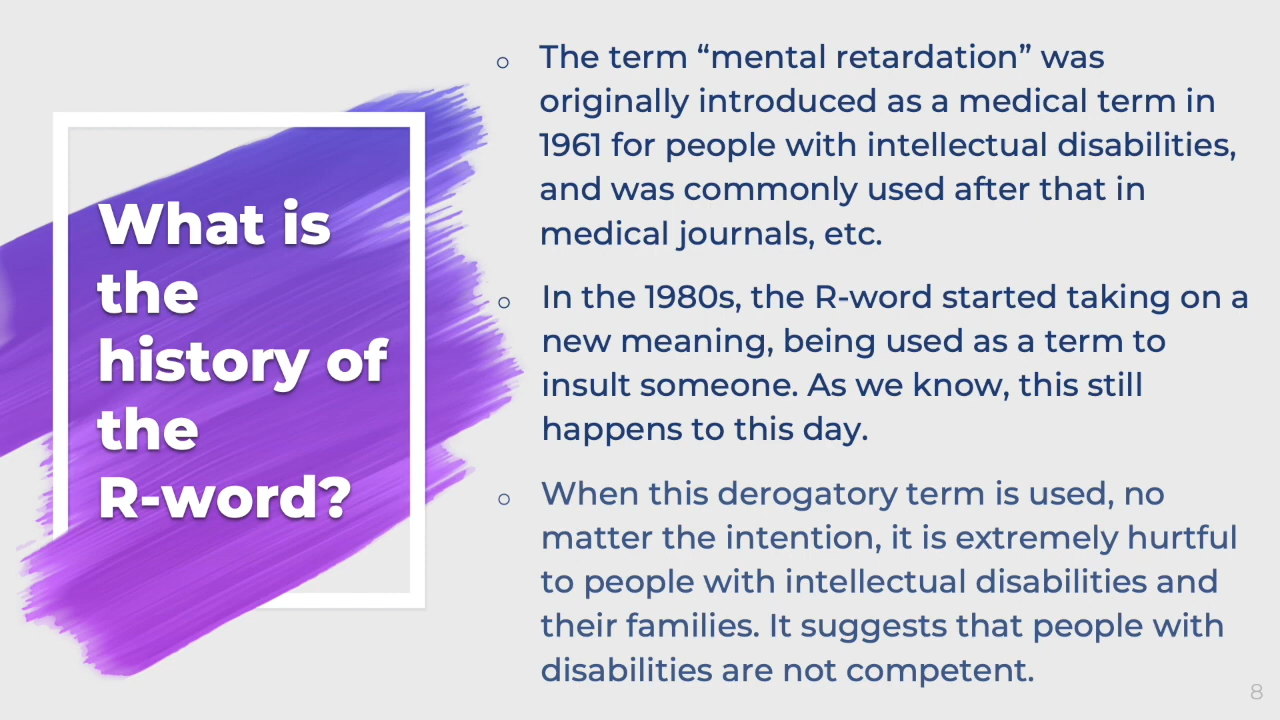 What is
the
history of
the
R-word?
○ The term “mental retardation” was
originally introduced as a medical term in
1961 for people with intellectual disabilities,
and was commonly used after that in
medical journals, etc.
○ In the 1980s, the R-word started taking on a
new meaning, being used as a term to
insult someone. As we know, this still
happens to this day.
○ When this derogatory term is used, no
matter the intention, it is extremely hurtful
to people with intellectual disabilities and
their families. It suggests that people with
disabilities are not competent.
8